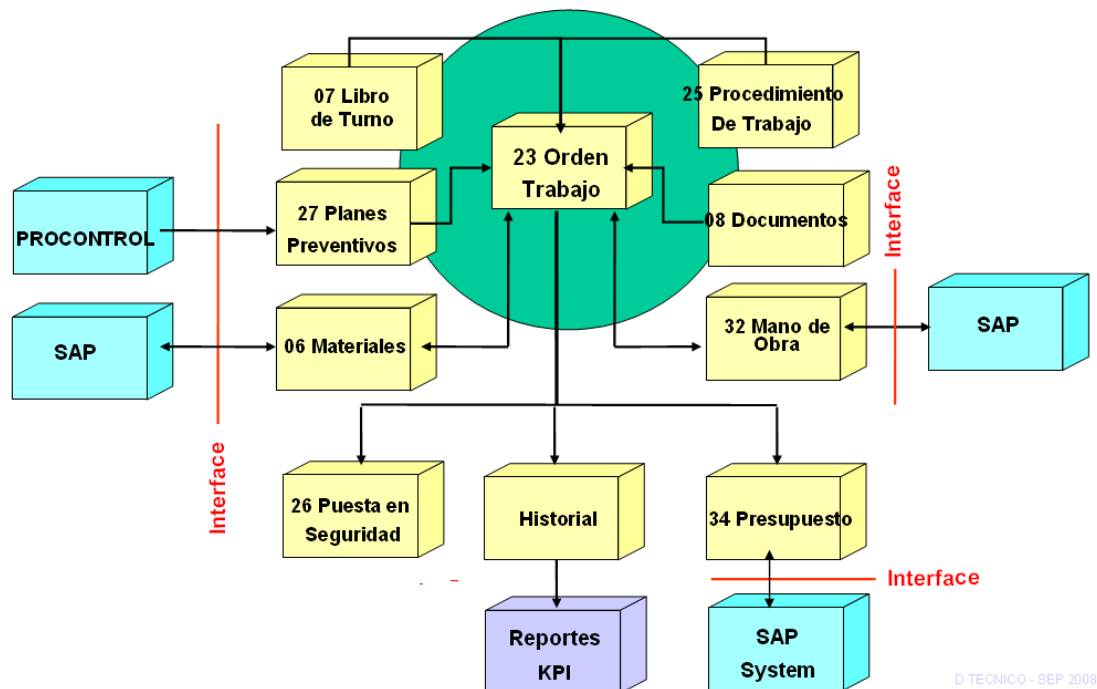 07 Libro
de Turno
25 Procedimiento
De Trabajo
23 Orden
Trabajo
PROCONTROL
27 Planes
Preventivos
08 Documentos
Interface
SAP
06 Materiales
32 Mano de
Obra
SAP
Interface
26 Puesta en
Seguridad
Historial
34 Presupuesto
Interface
Reportes
KPI
SAP
System
D TECNICO - SEP 2008